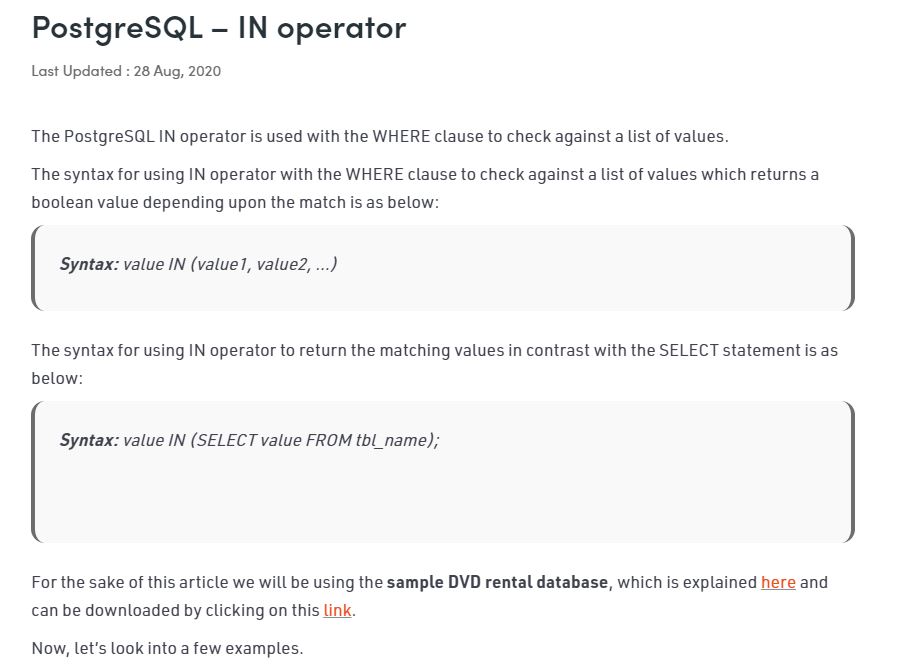 PostgreSQL – IN operator
Last Updated : 28 Aug, 2020
The PostgreSQL IN operator is used with the WHERE clause to check against a list of values.
The syntax for using IN operator with the WHERE clause to check against a list of values which returns a
boolean value depending upon the match is as below:
Syntax: value IN (value1, value2, ...)
The syntax for using IN operator to return the matching values in contrast with the SELECT statement is as
below:
Syntax: value IN (SELECT value FROM tbl_name);
For the sake of this article we will be using the sample DVD rental database, which is explained here and
can be downloaded by clicking on this link.
Now, let’s look into a few examples.